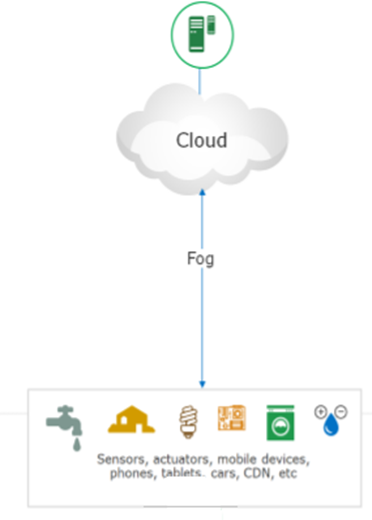 Cloud
Fog
Sensors, actuators, mobile devices,
phones, tablets. cars, CDN, etc